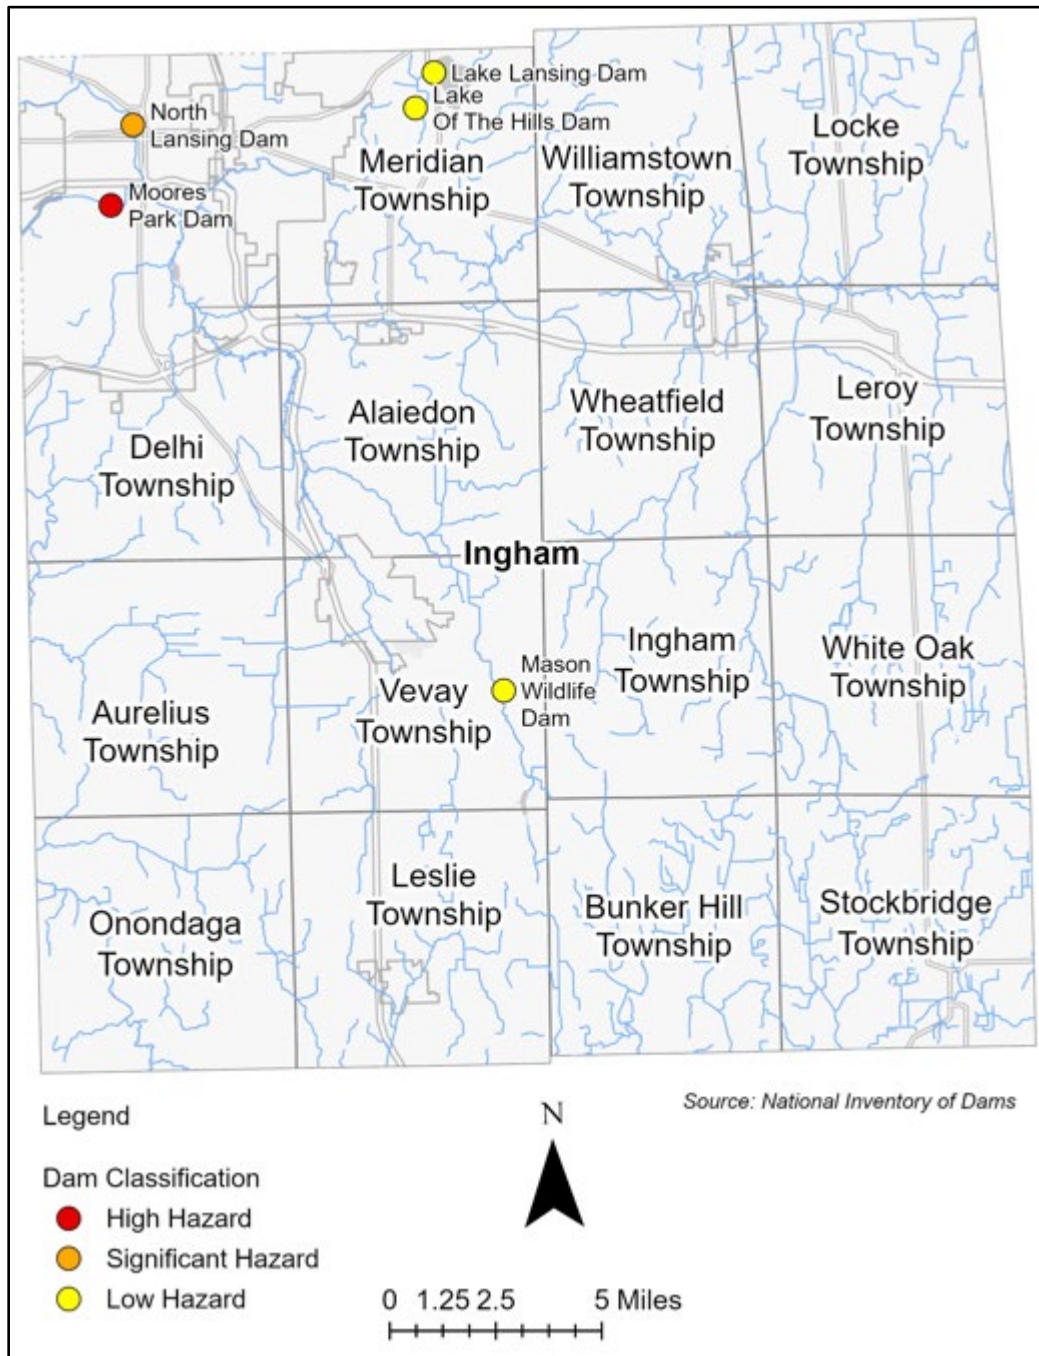 Lake Lansing Dam
Lake
Of The Hills Dam
North
Lansing Dam
Moores
Park Dam
Meridian
Township
Williamstown
Township
Locke
Township
Delhi
Township
Alaiedon
Township
Wheatfield
Township
Leroy
Township
Ingham
Aurelius
Township
Vevay
Township
Mason
Wildlife
Dam
Ingham
Township
White Oak
Township
Onondaga
Township
Leslie
Township
Bunker Hill
Township
Stockbridge
Township
Legend
Dam Classification
High Hazard
Significant Hazard
Low Hazard
N
0 1.25 2.5 5 Miles
Source: National Inventory of Dams